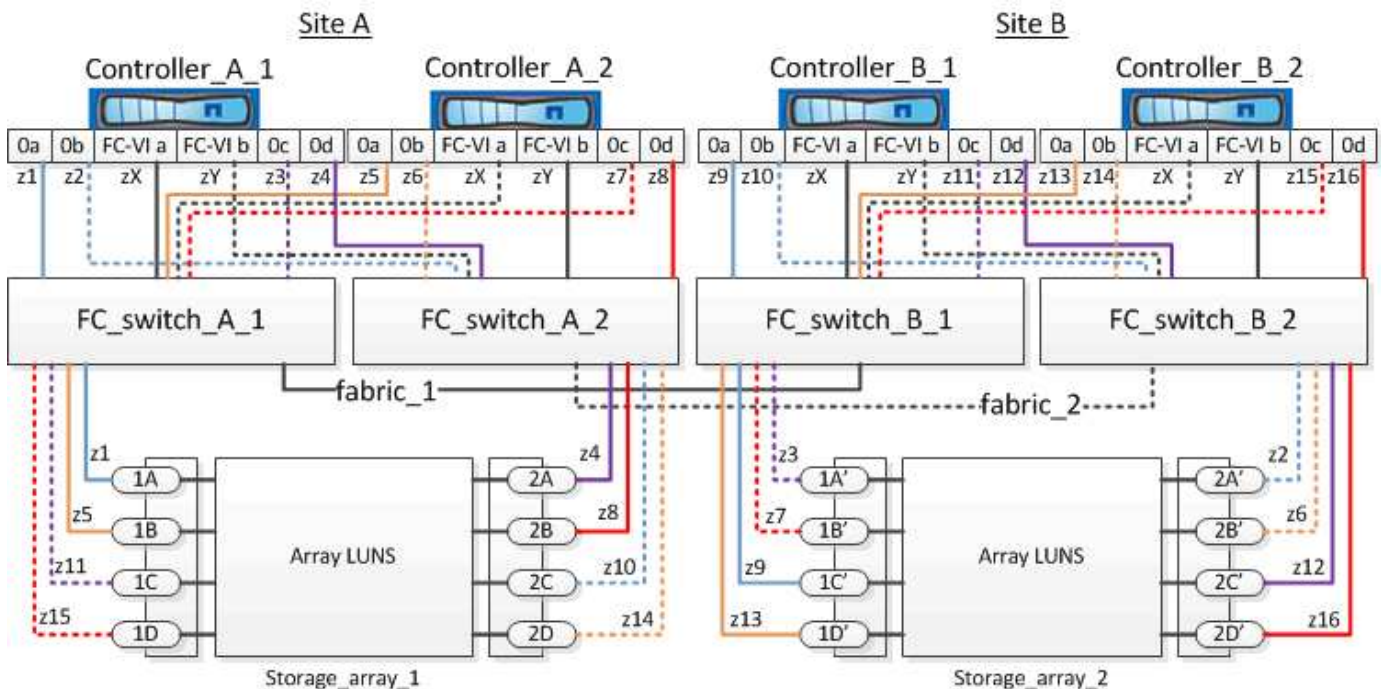 Site A Site B
Controller_A_1 Controller_A_2 Controller_B_1 Controller_B_2
0a 0b FC-VI a FC-VI b 0c 0d 0a 0b FC-VI a FC-VI b 0c 0d 0a 0b FC-VI a FC-VI b 0c 0d 0a 0b FC-VI a FC-VI b 0c 0d
z1 z2 zX zY z3 z4 z5 z6 zX zY z7 z8 z9 z10 zX zY z11 z12 z13 z14 zX zY z15 z16
FC_switch_A_1 FC_switch_A_2 FC_switch_B_1 FC_switch_B_2
fabric_1 fabric_2
z1 z4 z3 z2
1A 2A 1A' 2A'
z5 z8 z7 z6
1B 2B 1B' 2B'
Array LUNS Array LUNS
z11 z10 z9 z12
1C 2C 1C' 2C'
z15 z14 z13 z16
1D 2D 1D' 2D'
Storage_array_1 Storage_array_2